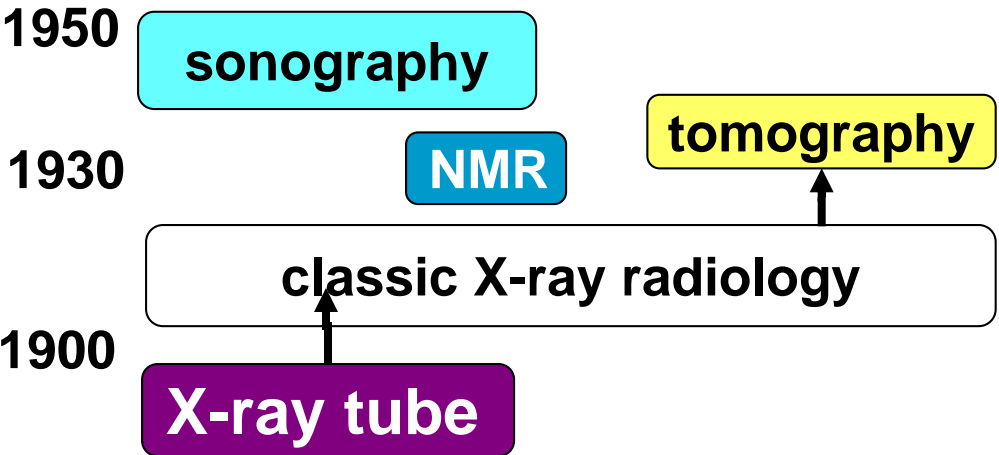 1950
sonography
tomography
1930
NMR
classic X-ray radiology
1900
X-ray tube